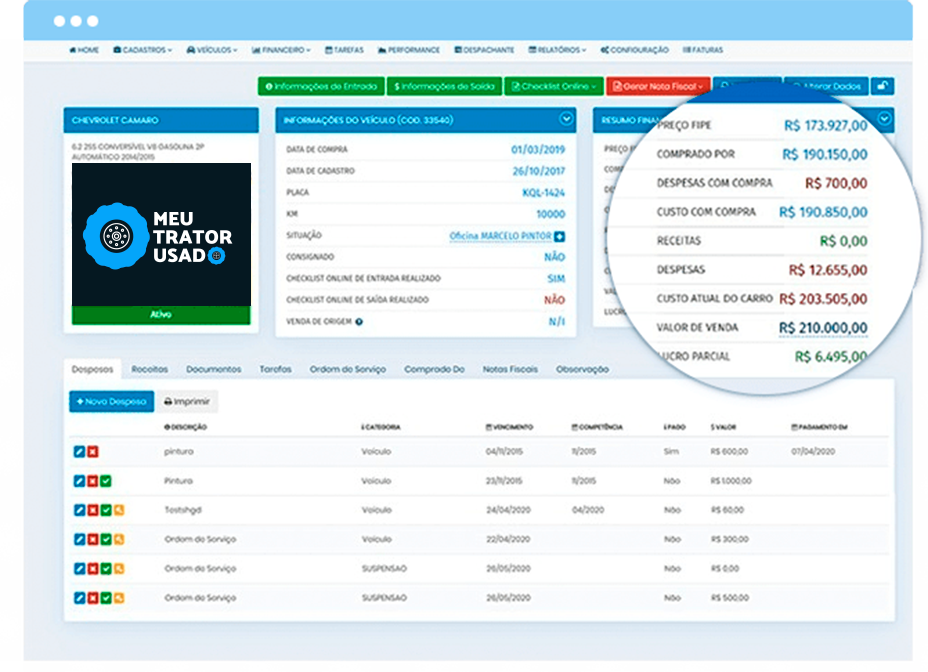 HOME CADASTROS VEÍCULOS FINANCEIRO TAREFAS PERFORMANCE DESPACHANTE RELATÓRIOS CONFIGURAÇÃO FATURAS
Informações de Entrada $ Informações de Saída Checklist Online Gerar Nota Fiscal Alterar Dados
CHEVROLET CAMARO
6.2 2SS CONVERSÍVEL V8 GASOLINA 2P
AUTOMÁTICO 2014/2015
MEU
TRATOR
USADO
Ativo
INFORMAÇÕES DO VEÍCULO (COD. 33540)
DATA DE COMPRA 01/03/2019
DATA DE CADASTRO 26/10/2017
PLACA KQL-1424
KM 10000
SITUAÇÃO Oficina MARCELO PINTOR
CONSIGNADO NÃO
CHECKLIST ONLINE DE ENTRADA REALIZADO SIM
CHECKLIST ONLINE DE SAÍDA REALIZADO NÃO
VENDA DE ORIGEM N/I
RESUMO FINAN
PREÇO FIPE R$ 173.927,00
COMPRADO POR R$ 190.150,00
DESPESAS COM COMPRA R$ 700,00
CUSTO COM COMPRA R$ 190.850,00
RECEITAS R$ 0,00
DESPESAS R$ 12.655,00
CUSTO ATUAL DO CARRO R$ 203.505,00
VALOR DE VENDA R$ 210.000,00
LUCRO PARCIAL R$ 6.495,00
Despesas Receitas Documentos Tarefas Ordem de Serviço Comprado De Notas Fiscais Observação
+ Nova Despesa Imprimir
DESCRIÇÃO CATEGORIA VENCIMENTO COMPETÊNCIA PAGO $ VALOR PAGAMENTO EM
pintura Veículo 04/11/2015 11/2015 Sim R$ 600,00 07/04/2020
Pintura Veículo 23/11/2015 11/2015 Não R$ 1.000,00
Testshgd Veículo 24/04/2020 04/2020 Não R$ 60,00
Ordem de Serviço Veículo 22/04/2020 Não R$ 300,00
Ordem de Serviço SUSPENSAO 26/05/2020 Não R$ 0,00
Ordem de Serviço SUSPENSAO 26/05/2020 Não R$ 500,00